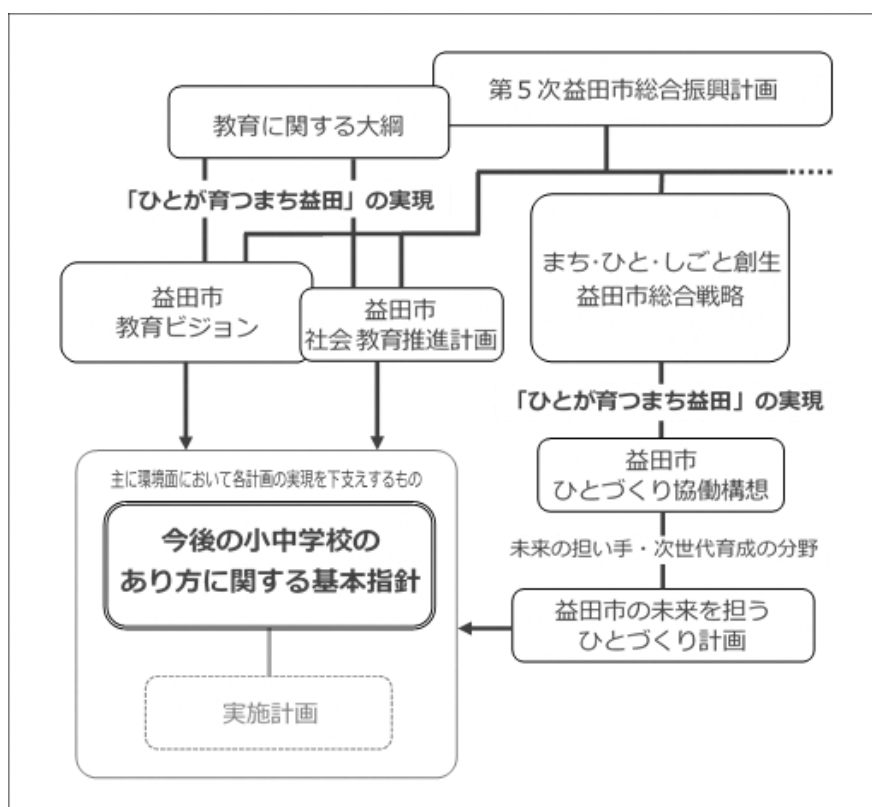 第5次益田市総合振興計画
教育に関する大綱
「ひとが育つまち益田」の実現
まち・ひと・しごと創生
益田市総合戦略
益田市
教育ビジョン
益田市
社会教育推進計画
「ひとが育つまち益田」の実現
益田市
ひとづくり協働構想
未来の担い手・次世代育成の分野
益田市の未来を担う
ひとづくり計画
主に環境面において各計画の実現を下支えするもの
今後の小中学校の
あり方に関する基本指針
実施計画